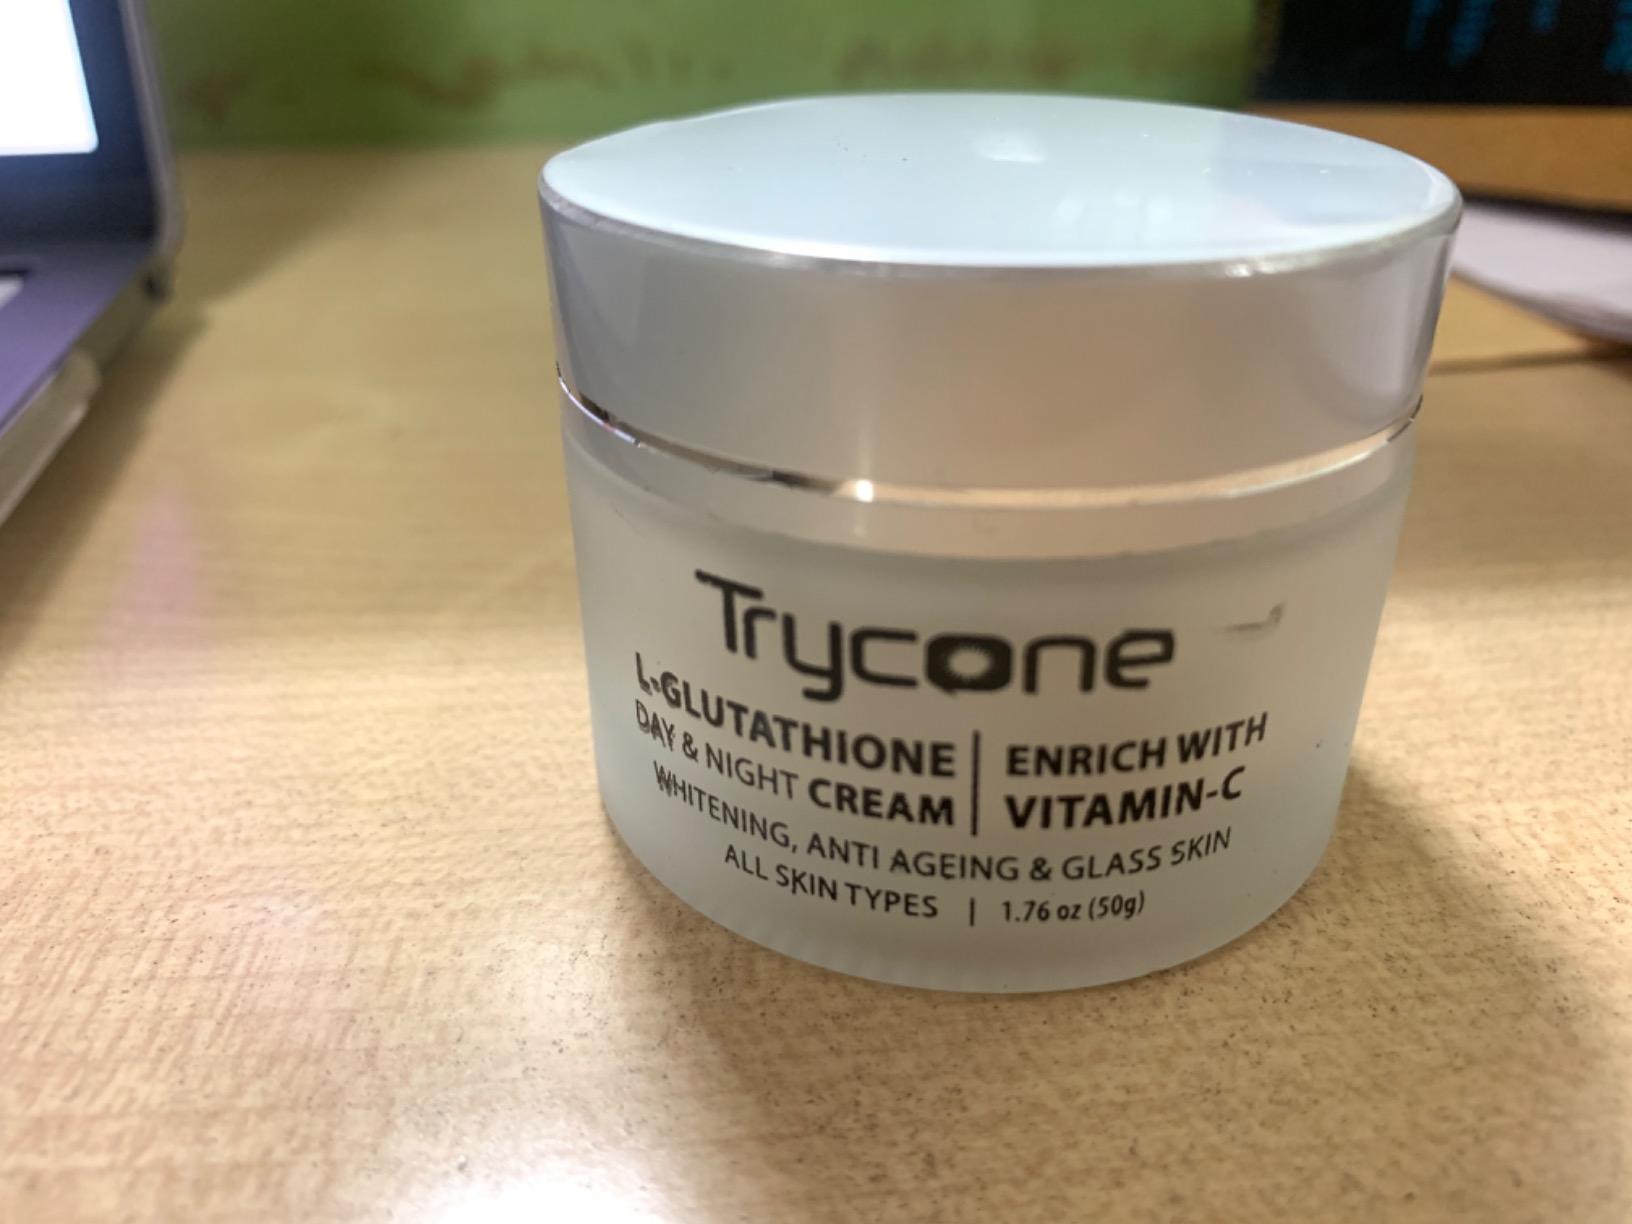 Trycone
L-GLUTATHIONE | ENRICH WITH
DAY & NIGHT CREAM | VITAMIN-C
WHITENING, ANTI AGEING & GLASS SKIN
ALL SKIN TYPES | 1.76 oz (50g)